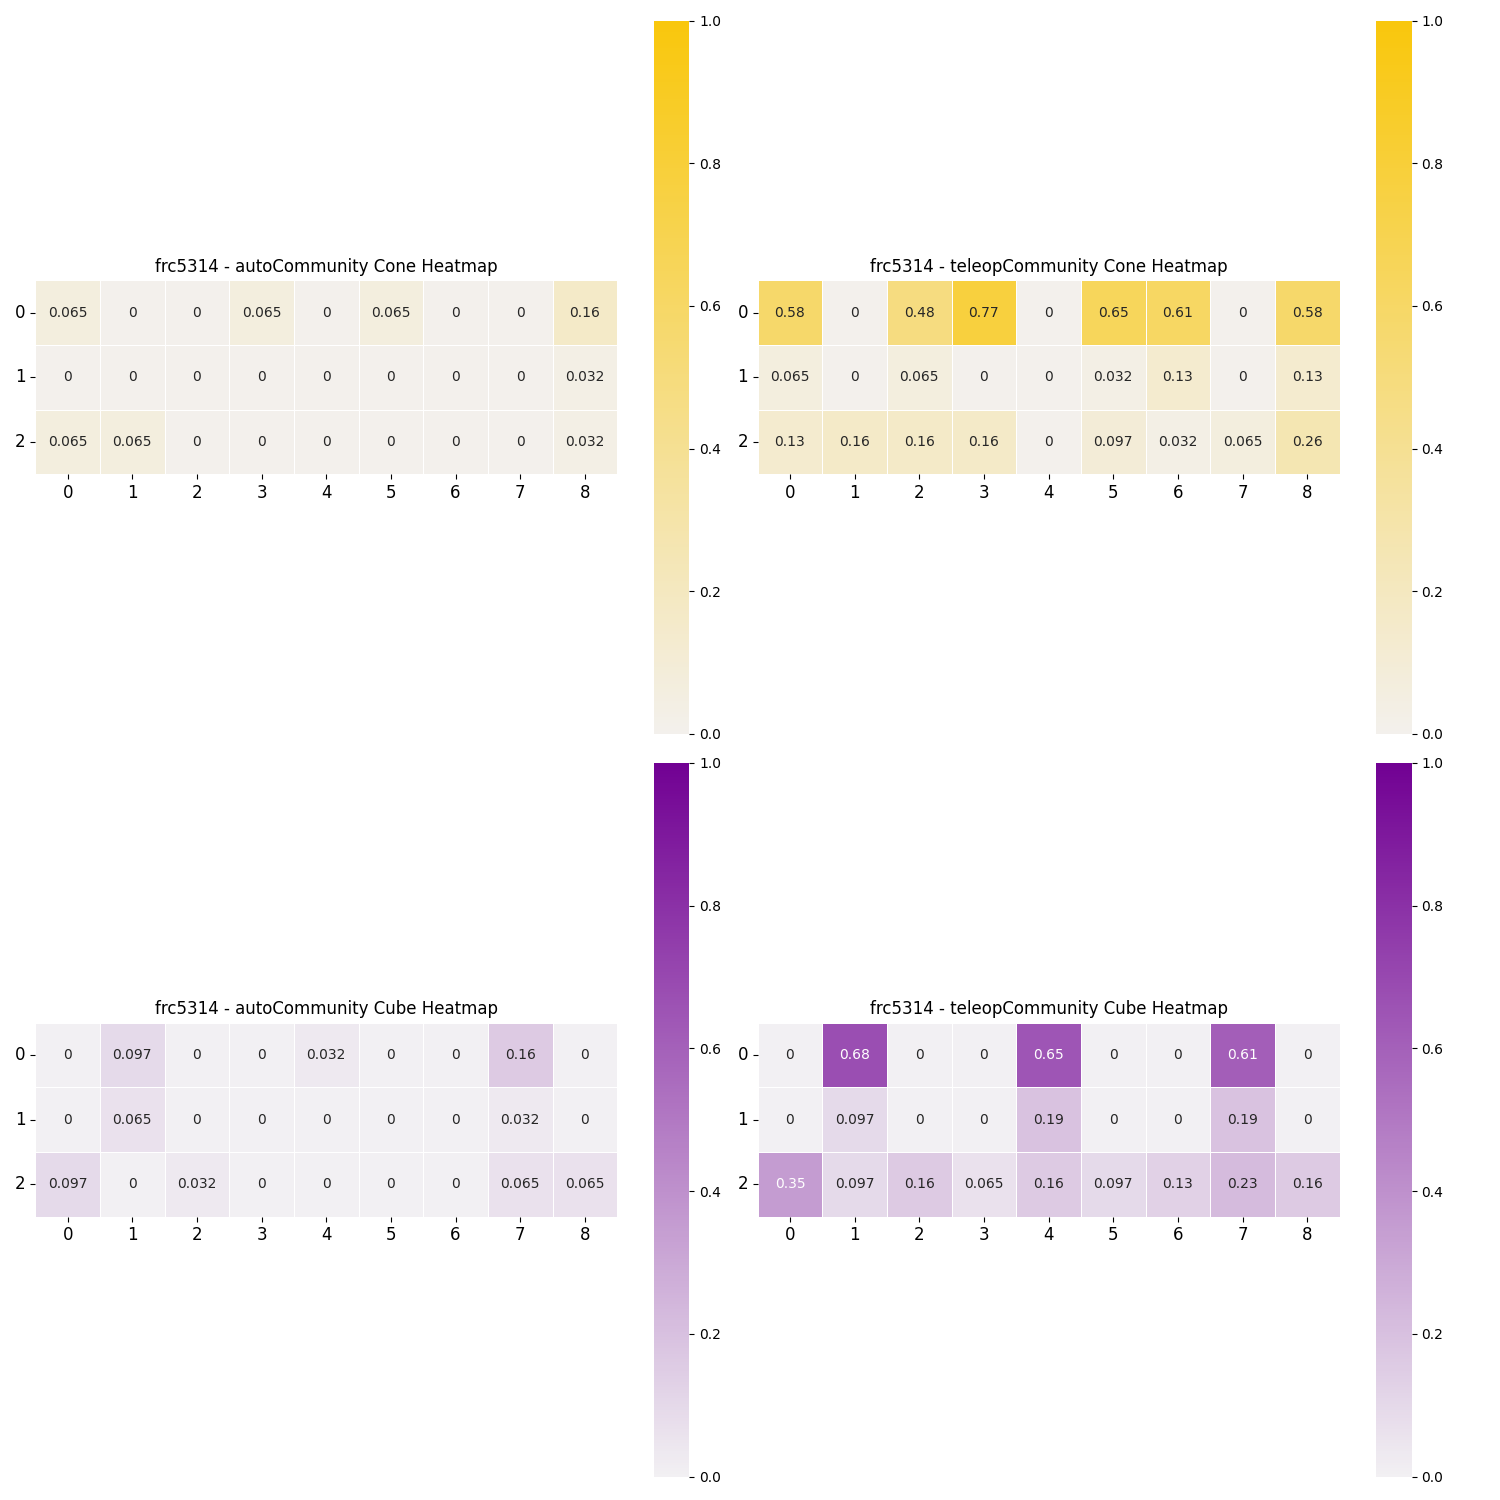 frc5314 - autoCommunity Cone Heatmap
0 0.065 0 0 0.065 0 0.065 0 0 0.16
1 0 0 0 0 0 0 0 0 0.032
2 0.065 0.065 0 0 0 0 0 0 0.032
0 1 2 3 4 5 6 7 8
1.0
0.8
0.6
0.4
0.2
0.0
frc5314 - teleopCommunity Cone Heatmap
0 0.58 0 0.48 0.77 0 0.65 0.61 0 0.58
1 0.065 0 0.065 0 0 0.032 0.13 0 0.13
2 0.13 0.16 0.16 0.16 0 0.097 0.032 0.065 0.26
0 1 2 3 4 5 6 7 8
1.0
0.8
0.6
0.4
0.2
0.0
frc5314 - autoCommunity Cube Heatmap
0 0 0.097 0 0 0.032 0 0 0.16 0
1 0 0.065 0 0 0 0 0 0.032 0
2 0.097 0 0.032 0 0 0 0 0.065 0.065
0 1 2 3 4 5 6 7 8
1.0
0.8
0.6
0.4
0.2
0.0
frc5314 - teleopCommunity Cube Heatmap
0 0 0.68 0 0 0.65 0 0 0.61 0
1 0 0.097 0 0 0.19 0 0 0.19 0
2 0.35 0.097 0.16 0.065 0.16 0.097 0.13 0.23 0.16
0 1 2 3 4 5 6 7 8
1.0
0.8
0.6
0.4
0.2
0.0